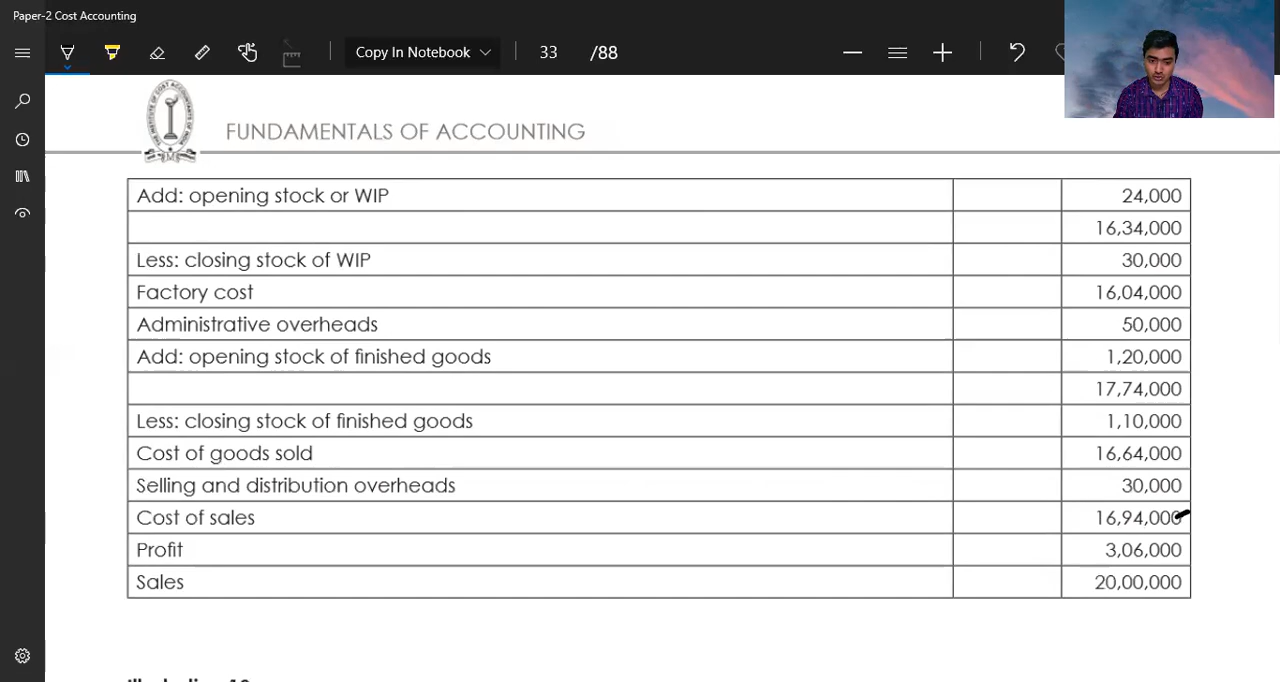 Paper-2 Cost Accounting
Copy In Notebook 33 /88
FUNDAMENTALS OF ACCOUNTING
Add: opening stock or WIP 24,000
16,34,000
Less: closing stock of WIP 30,000
Factory cost 16,04,000
Administrative overheads 50,000
Add: opening stock of finished goods 1,20,000
17,74,000
Less: closing stock of finished goods 1,10,000
Cost of goods sold 16,64,000
Selling and distribution overheads 30,000
Cost of sales 16,94,000
Profit 3,06,000
Sales 20,00,000